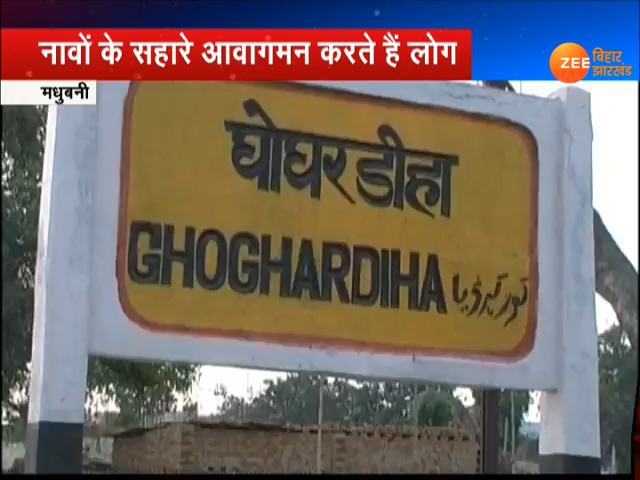 नावों के सहारे आवागमन करते हैं लोग
ZEE बिहार झारखंड
मधुबनी
घोघरडीहा
GHOGHARDIHA